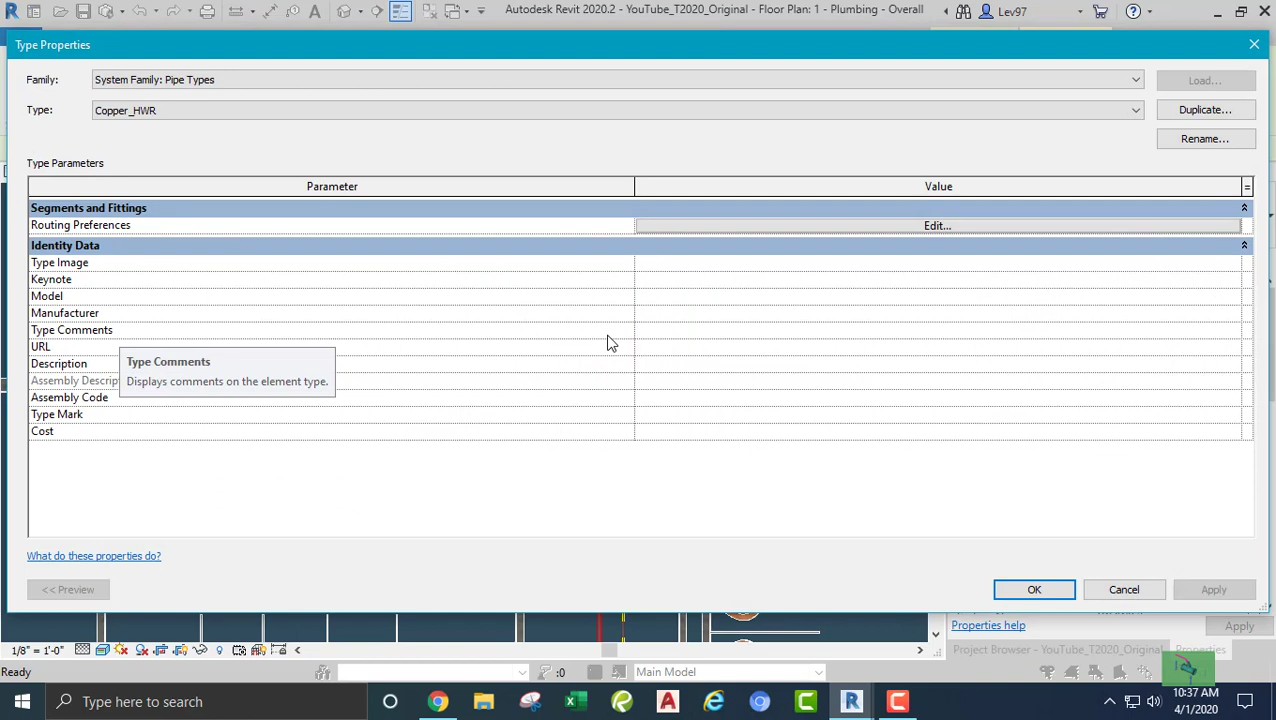 Autodesk Revit 2020.2 - YouTube_T2020_Original - Floor Plan: 1 - Plumbing - Overall
Lev97
Type Properties
Family:
System Family: Pipe Types
Load...
Type:
Copper_HWR
Duplicate...
Rename...
Type Parameters
Parameter Value =
Segments and Fittings
Routing Preferences Edit...
Identity Data
Type Image
Keynote
Model
Manufacturer
Type Comments
URL
Type Comments
Description
Displays comments on the element type.
Assembly Descrip
Assembly Code
Type Mark
Cost
What do these properties do?
<< Preview
OK Cancel Apply
Properties help
Apply
1/8" = 1'-0"
Project Browser - YouTube_T2020_Original
Properties
Ready
:0
Main Model
Type here to search
10:37 AM
4/1/2020